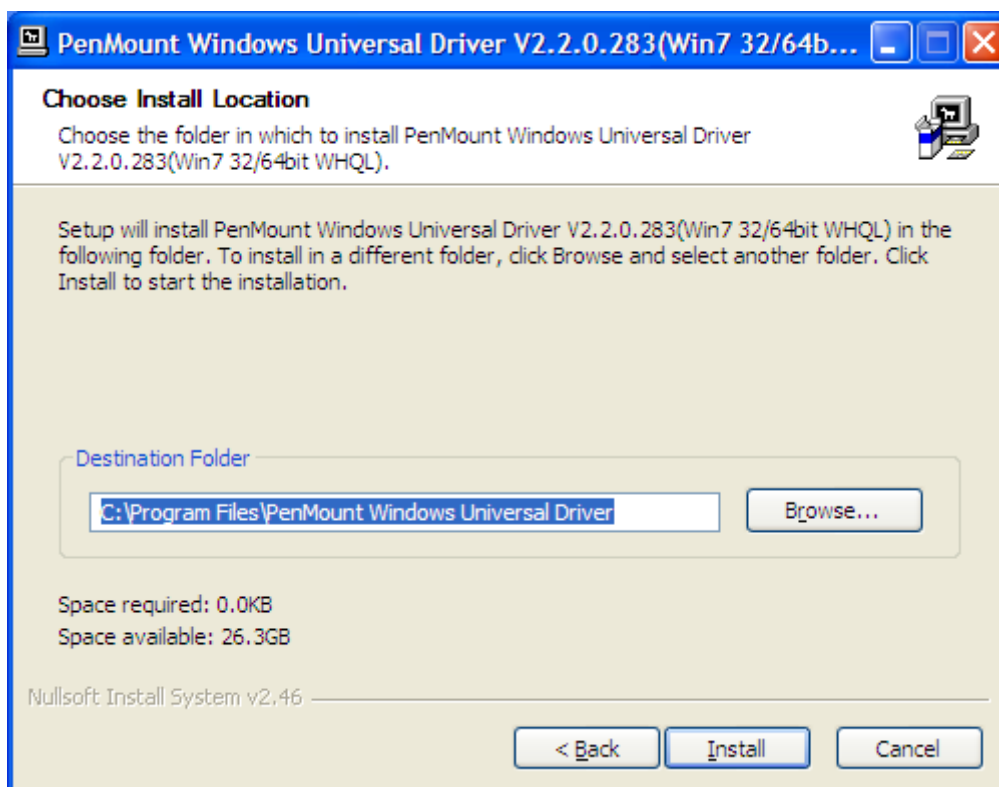 PenMount Windows Universal Driver V2.2.0.283(Win7 32/64b...
Choose Install Location
Choose the folder in which to install PenMount Windows Universal Driver
V2.2.0.283(Win7 32/64bit WHQL).
Setup will install PenMount Windows Universal Driver V2.2.0.283(Win7 32/64bit WHQL) in the
following folder. To install in a different folder, click Browse and select another folder. Click
Install to start the installation.
Destination Folder
C:\Program Files\PenMount Windows Universal Driver
Browse...
Space required: 0.0KB
Space available: 26.3GB
Nullsoft Install System v2.46
< Back
Install
Cancel